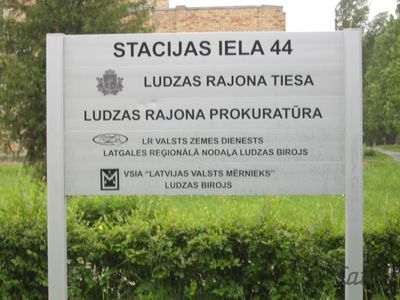 STACIJAS IELA 44
LUDZAS RAJONA TIESA
LUDZAS RAJONA PROKURATŪRA
LR VALSTS ZEMES DIENESTS
LATGALES REĢIONĀLĀ NODAĻA LUDZAS BIROJS
VSIA "LATVIJAS VALSTS MĒRNIEKS"
LUDZAS BIROJS